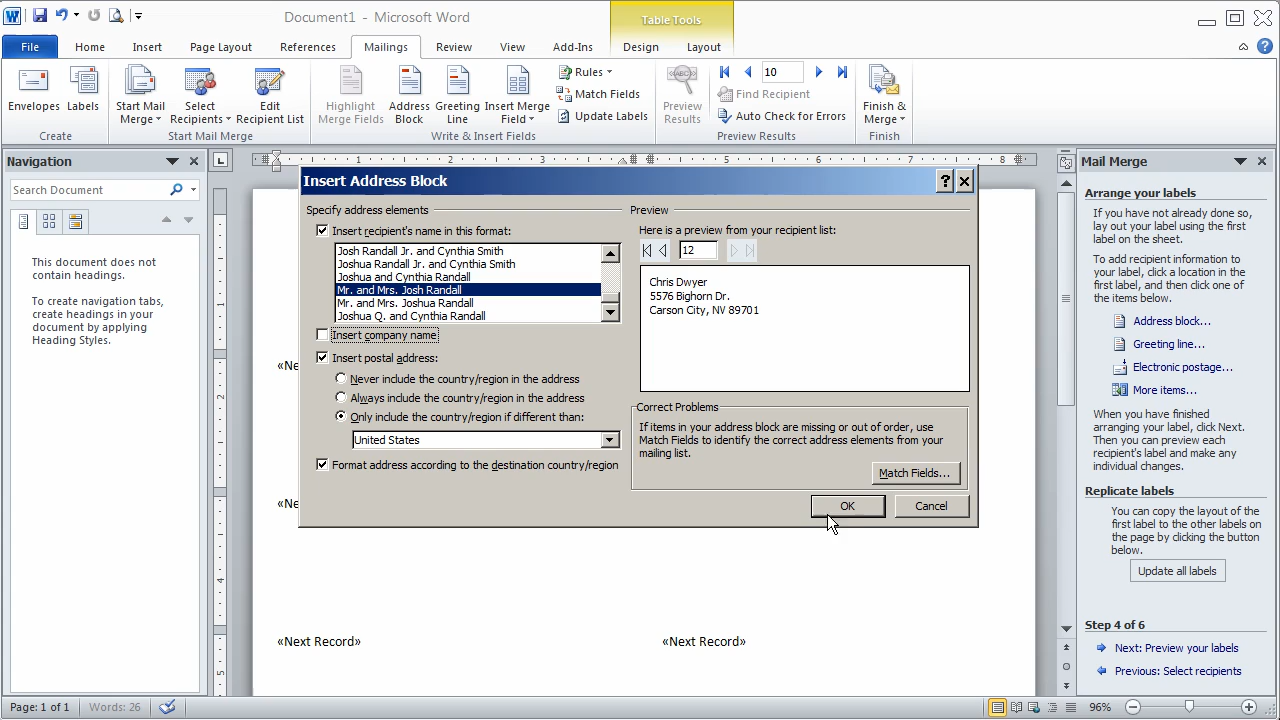 Document1 - Microsoft Word
Table Tools
File Home Insert Page Layout References Mailings Review View Add-Ins Design Layout
Envelopes
Labels
Create
Start Mail
Merge
Select
Recipients
Edit
Recipient List
Start Mail Merge
Highlight
Merge Fields
Address
Block
Greeting
Line
Insert Merge
Field
Rules
Match Fields
Update Labels
Write & Insert Fields
ABC
Preview
Results
10
Find Recipient
Auto Check for Errors
Preview Results
Finish &
Merge
Finish
Navigation
Search Document
This document does not
contain headings.
To create navigation tabs,
create headings in your
document by applying
Heading Styles.
1 2 3 4 5 6 7 8
1
2
4
5
Insert Address Block
Specify address elements
Insert recipient's name in this format:
Josh Randall Jr. and Cynthia Smith
Joshua Randall Jr. and Cynthia Smith
Joshua and Cynthia Randall
Mr. and Mrs. Josh Randall
Mr. and Mrs. Joshua Randall
Joshua Q. and Cynthia Randall
Insert company name
Insert postal address:
Never include the country/region in the address
Always include the country/region in the address
Only include the country/region if different than:
United States
Format address according to the destination country/region
Preview
Here is a preview from your recipient list:
12
Chris Dwyer
5576 Bighorn Dr.
Carson City, NV 89701
Correct Problems
If items in your address block are missing or out of order, use
Match Fields to identify the correct address elements from your
mailing list.
Match Fields...
OK
Cancel
«Ne
«Ne
«Next Record»
«Next Record»
Mail Merge
Arrange your labels
If you have not already done so,
lay out your label using the
first label on the sheet.
To add recipient information to
your label, click a location in the
first label, and then click one of
the items below.
Address block...
Greeting line...
Electronic postage...
More items...
When you have finished
arranging your label, click Next.
Then you can preview each
recipient's label and make any
individual changes.
Replicate labels
You can copy the layout of the
first label to the other labels on
the page by clicking the button
below.
Update all labels
Step 4 of 6
Next: Preview your labels
Previous: Select recipients
Page: 1 of 1
Words: 26
96%